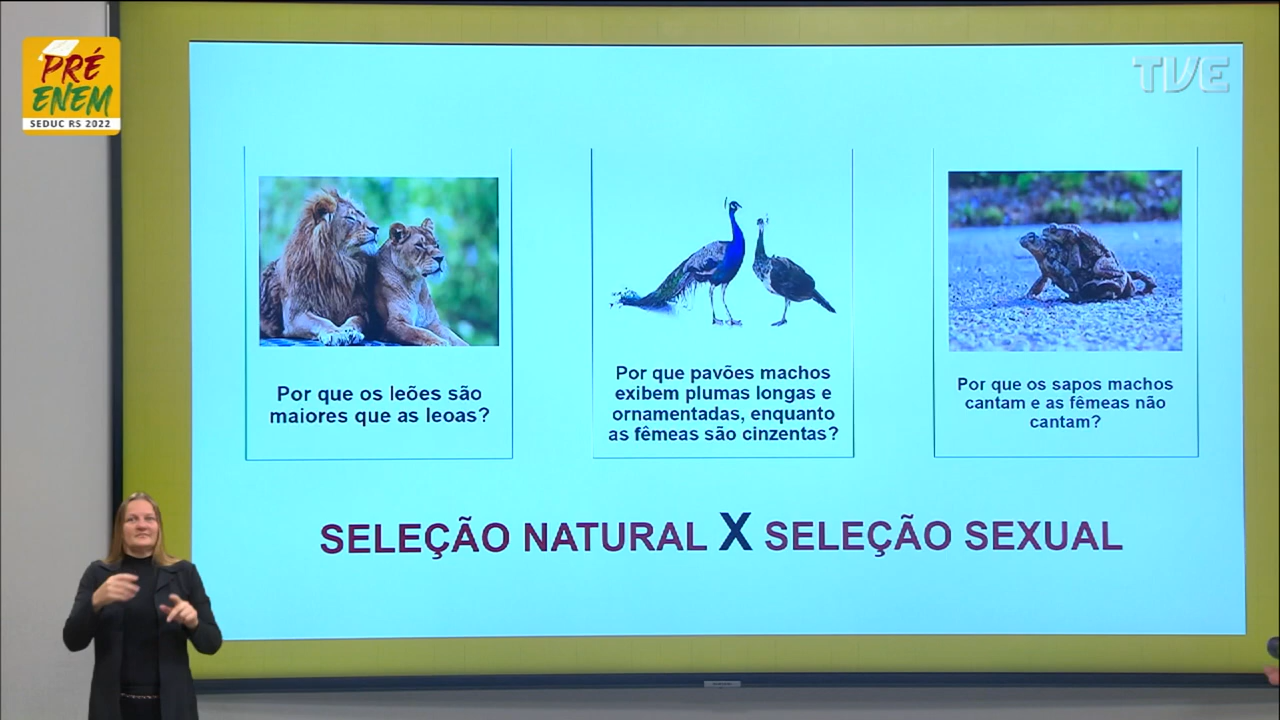 PRÉ
ENEM
SEDUC RS 2022
TVE
Por que os leões são
maiores que as leoas?
Por que pavões machos
exibem plumas longas e
ornamentadas, enquanto
as fêmeas são cinzentas?
Por que os sapos machos
cantam e as fêmeas não
cantam?
SELEÇÃO NATURAL X SELEÇÃO SEXUAL